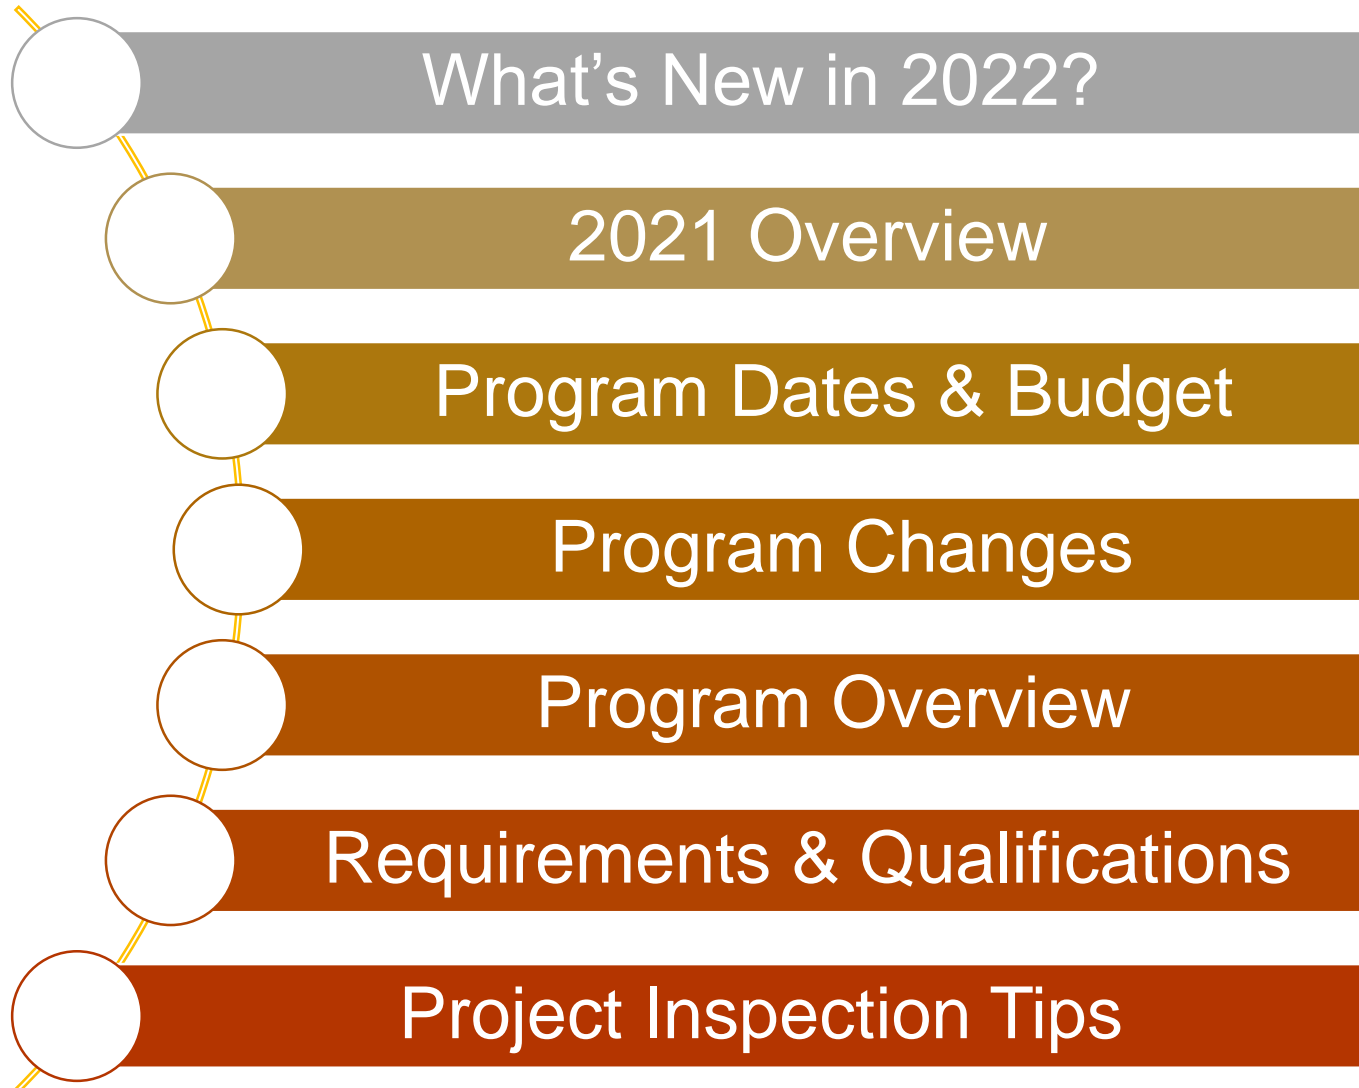 What’s New in 2022?
2021 Overview
Program Dates & Budget
Program Changes
Program Overview
Requirements & Qualifications
Project Inspection Tips